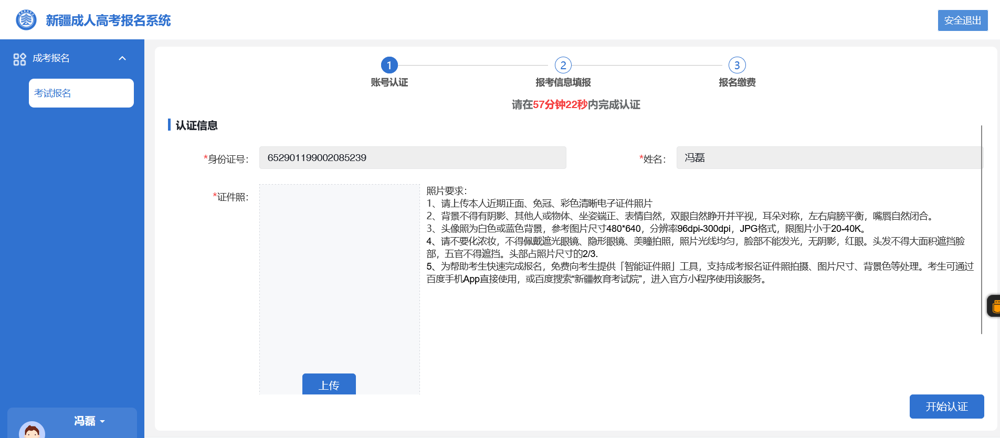 新疆成人高考报名系统
安全退出
成考报名
考试报名
1
2
3
账号认证
报考信息填报
报名缴费
请在57分钟22秒内完成认证
认证信息
*身份证号：
652901199002085239
*姓名：
冯磊
*证件照：
照片要求：
1、请上传本人近期正面、免冠、彩色清晰电子证件照片
2、背景不得有阴影、其他人或物体、坐姿端正、表情自然，双眼自然睁开并平视，耳朵对称，左右肩膀平衡，嘴唇自然闭合。
3、头像照为白色或蓝色背景，参考图片尺寸480*640，分辨率96dpi-300dpi，JPG格式，限图片小于20-40K。
4、请不要化浓妆，不得佩戴遮光眼镜、隐形眼镜、美瞳拍照，照片光线均匀，脸部不能发光，无阴影，红眼。头发不得大面积遮挡脸
部，五官不得遮挡。头部占照片尺寸的2/3.
5、为帮助考生快速完成报名，免费向考生提供「智能证件照」工具，支持成考报名证件照拍摄、图片尺寸、背景色等处理。考生可通过
百度手机App直接使用，或百度搜索“新疆教育考试院”，进入官方小程序使用该服务。
上传
开始认证
冯磊